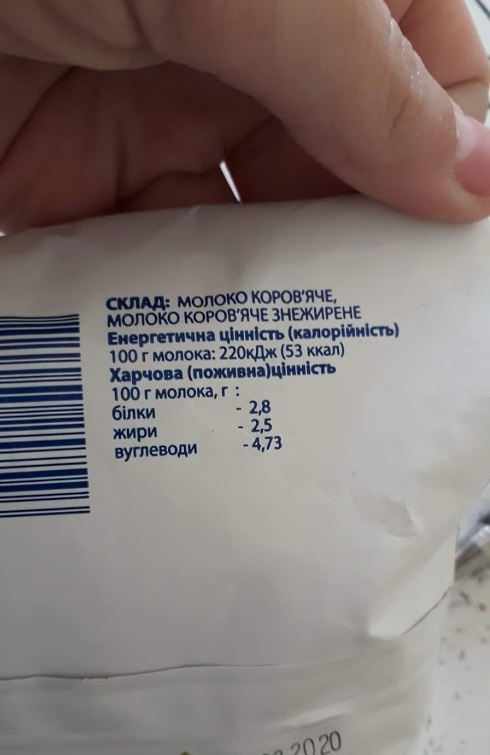 СКЛАД: МОЛОКО КОРОВ'ЯЧЕ,
МОЛОКО КОРОВ'ЯЧЕ ЗНЕЖИРЕНЕ
Енергетична цінність (калорійність)
100 г молока: 220кДж (53 ккал)
Харчова (поживна)цінність
100 г молока, г :
білки - 2,8
жири - 2,5
вуглеводи - 4,73
2020